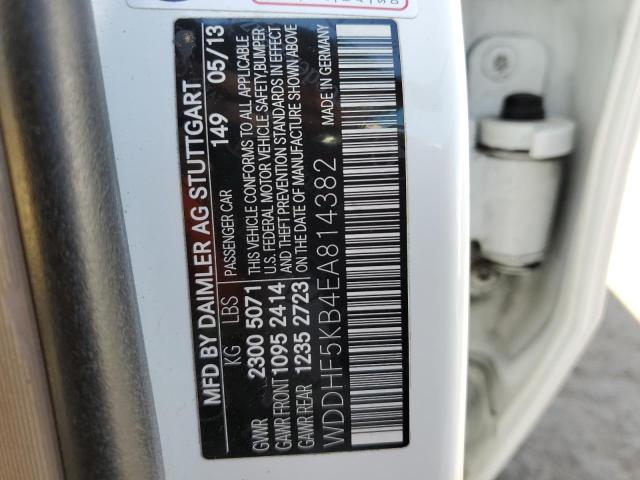 MFD BY DAIMLER AG STUTTGART
149 05/13
KG LBS PASSENGER CAR
GVWR 2300 5071 THIS VEHICLE CONFORMS TO ALL APPLICABLE
U.S. FEDERAL MOTOR VEHICLE SAFETY,BUMPER
GAWR FRONT 1095 2414 AND THEFT PREVENTION STANDARDS IN EFFECT
GAWR REAR 1235 2723 ON THE DATE OF MANUFACTURE SHOWN ABOVE
WDDHF5KB4EA814382 MADE IN GERMANY